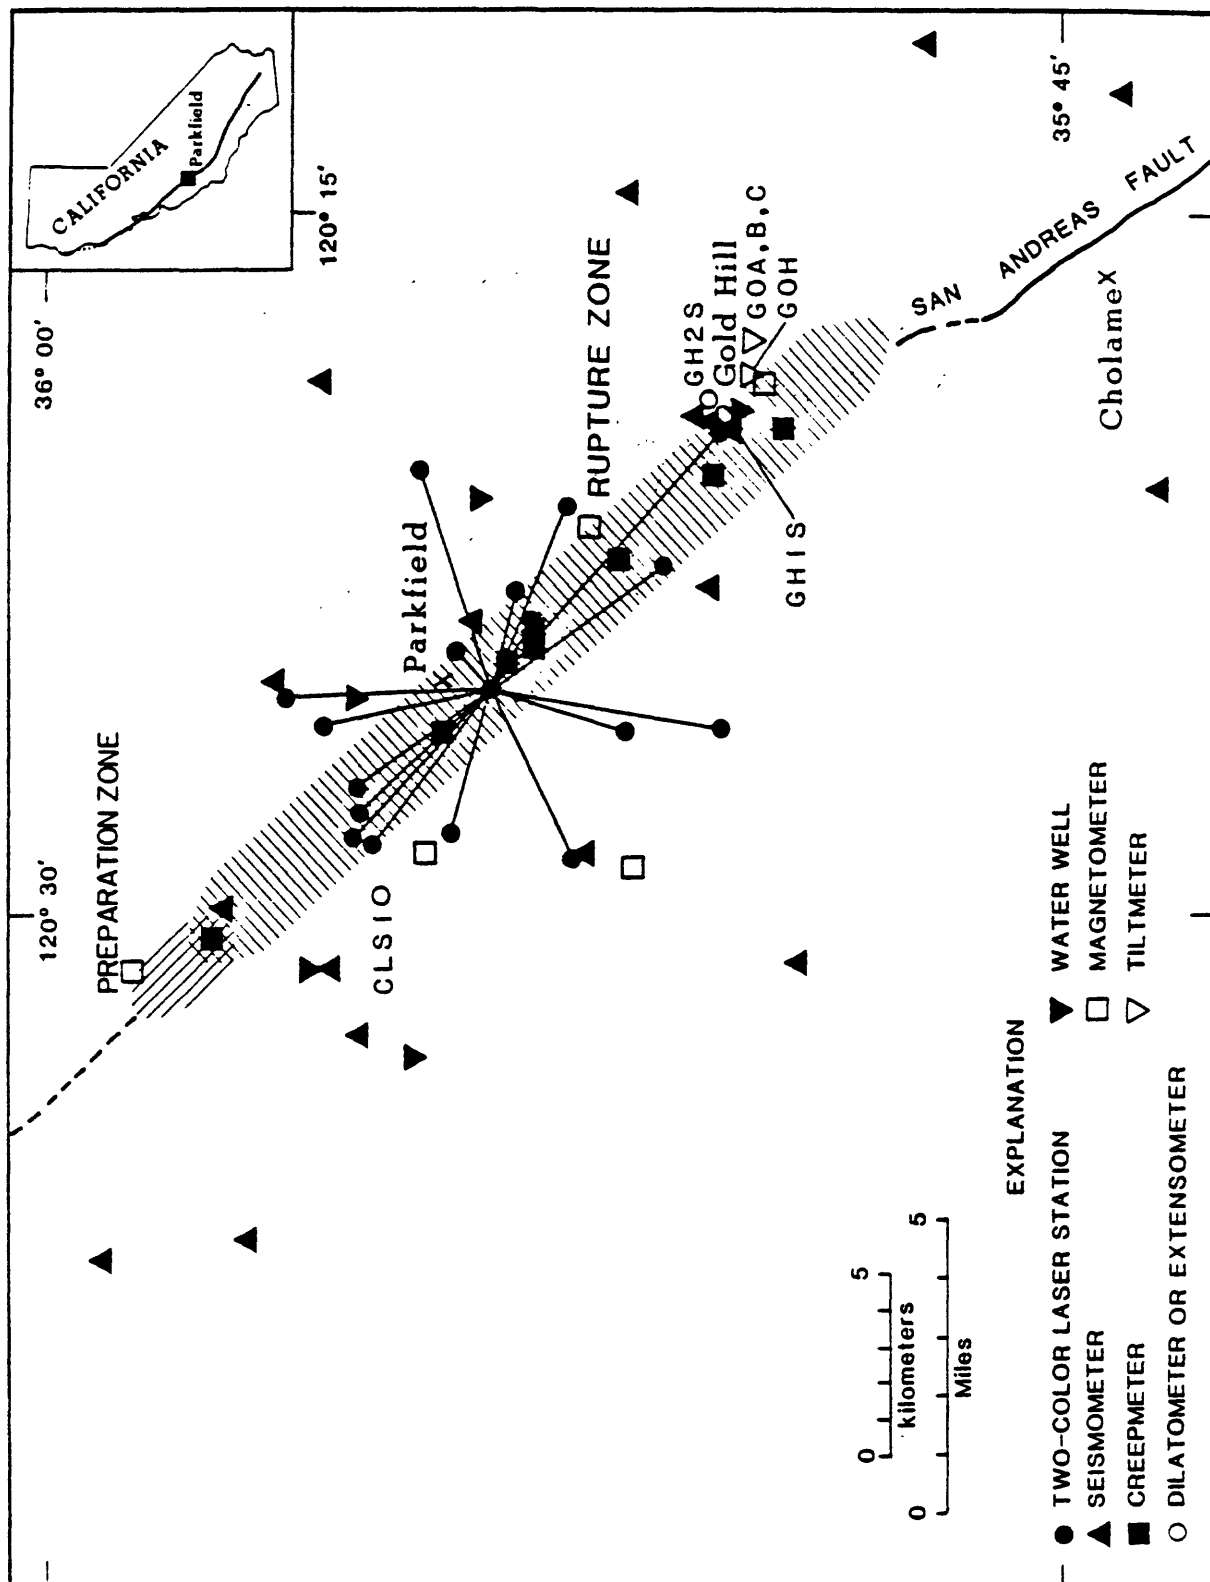 CALIFORNIA
Parkfield
36° 00'
120° 15'
35° 45'
120° 30'
PREPARATION ZONE
Parkfield
RUPTURE ZONE
CLSIO
GH2S
Gold Hill
GOA,B,C
GOH
GH1S
SAN ANDREAS FAULT
Cholame X
0 5
kilometers
0 5
Miles
EXPLANATION
TWO-COLOR LASER STATION
SEISMOMETER
CREEPMETER
DILATOMETER OR EXTENSOMETER
WATER WELL
MAGNETOMETER
TILTMETER